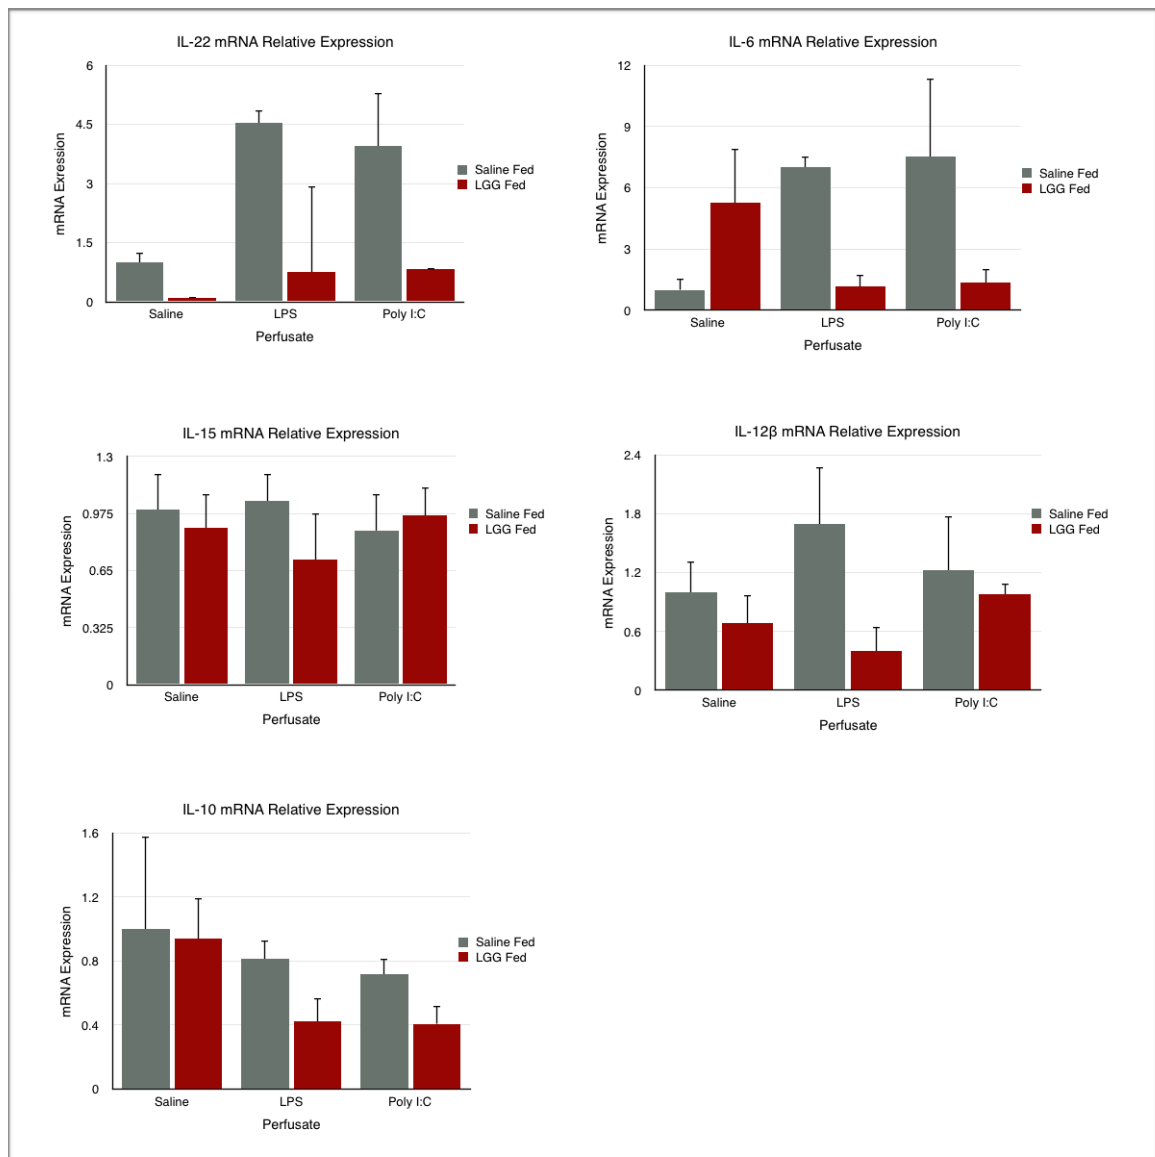 IL-22 mRNA Relative Expression
6
4.5
3
1.5
0
mRNA Exression
Saline
LPS
Poly I:C
Perfusate
Saline Fed
LGG Fed
IL-6 mRNA Relative Expression
12
9
6
3
0
mRNA Expression
Saline
LPS
Poly I:C
Perfusate
Saline Fed
LGG Fed
IL-15 mRNA Relative Expression
1.3
0.975
0.65
0.325
0
mRNA Expression
Saline
LPS
Poly I:C
Perfusate
Saline Fed
LGG Fed
IL-12β mRNA Relative Expression
2.4
1.8
1.2
0.6
0
mRNA Expression
Saline
LPS
Poly I:C
Perfusate
Saline Fed
LGG Fed
IL-10 mRNA Relative Expression
1.6
1.2
0.8
0.4
0
mRNA Expression
Saline
LPS
Poly I:C
Perfusate
Saline Fed
LGG Fed